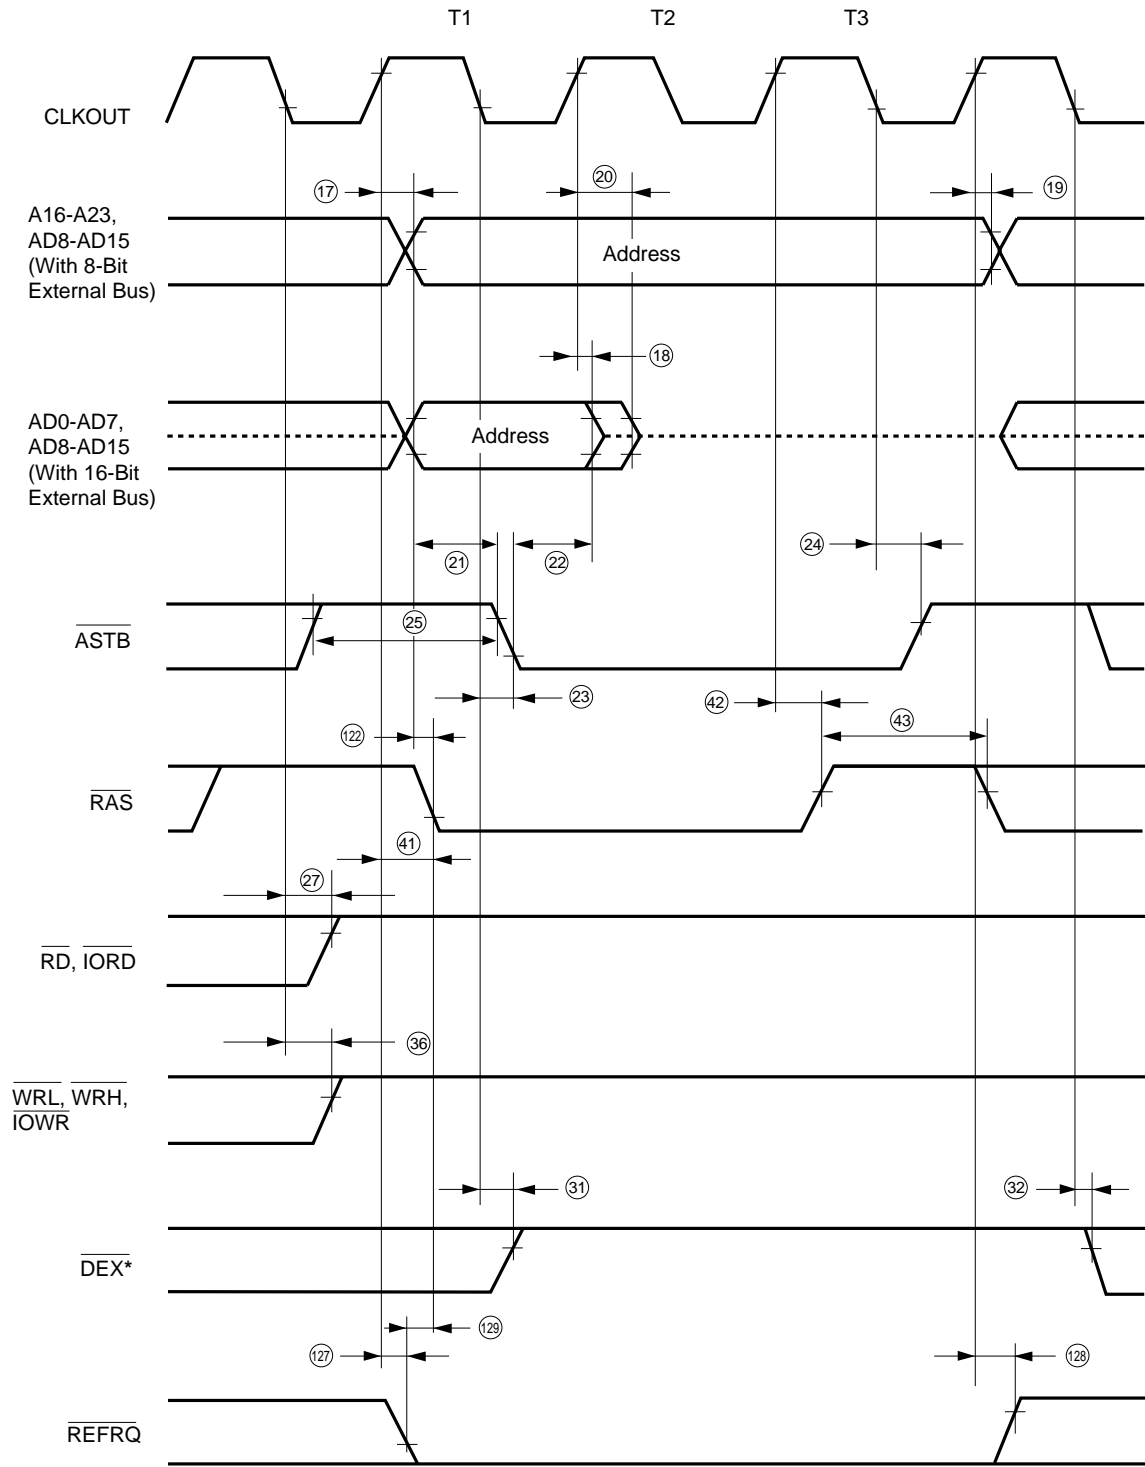 T1 T2 T3
CLKOUT
17 20 19
A16-A23,
AD8-AD15
(With 8-Bit
External Bus)
Address
18
AD0-AD7,
AD8-AD15
(With 16-Bit
External Bus)
Address
24
21 22
25
ASTB
23 42
43
122
RAS
41
27
RD, IORD
36
WRL, WRH,
IOWR
31 32
DEX*
129
127 128
REFRQ